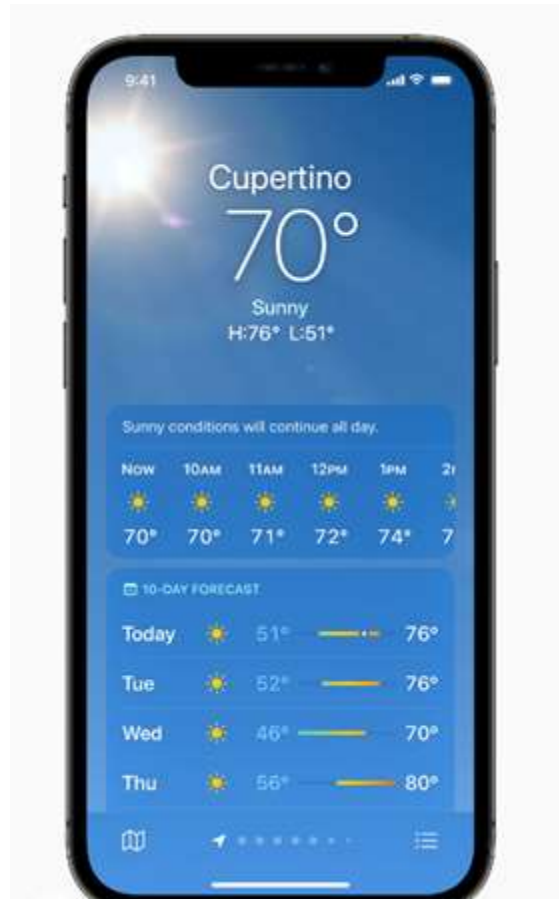 9:41
Cupertino
70°
Sunny
H:76° L:51°
Sunny conditions will continue all day.
Now 10AM 11AM 12PM 1PM
70° 70° 71° 72° 74°
10-DAY FORECAST
Today 51° 76°
Tue 52° 76°
Wed 46° 70°
Thu 56° 80°